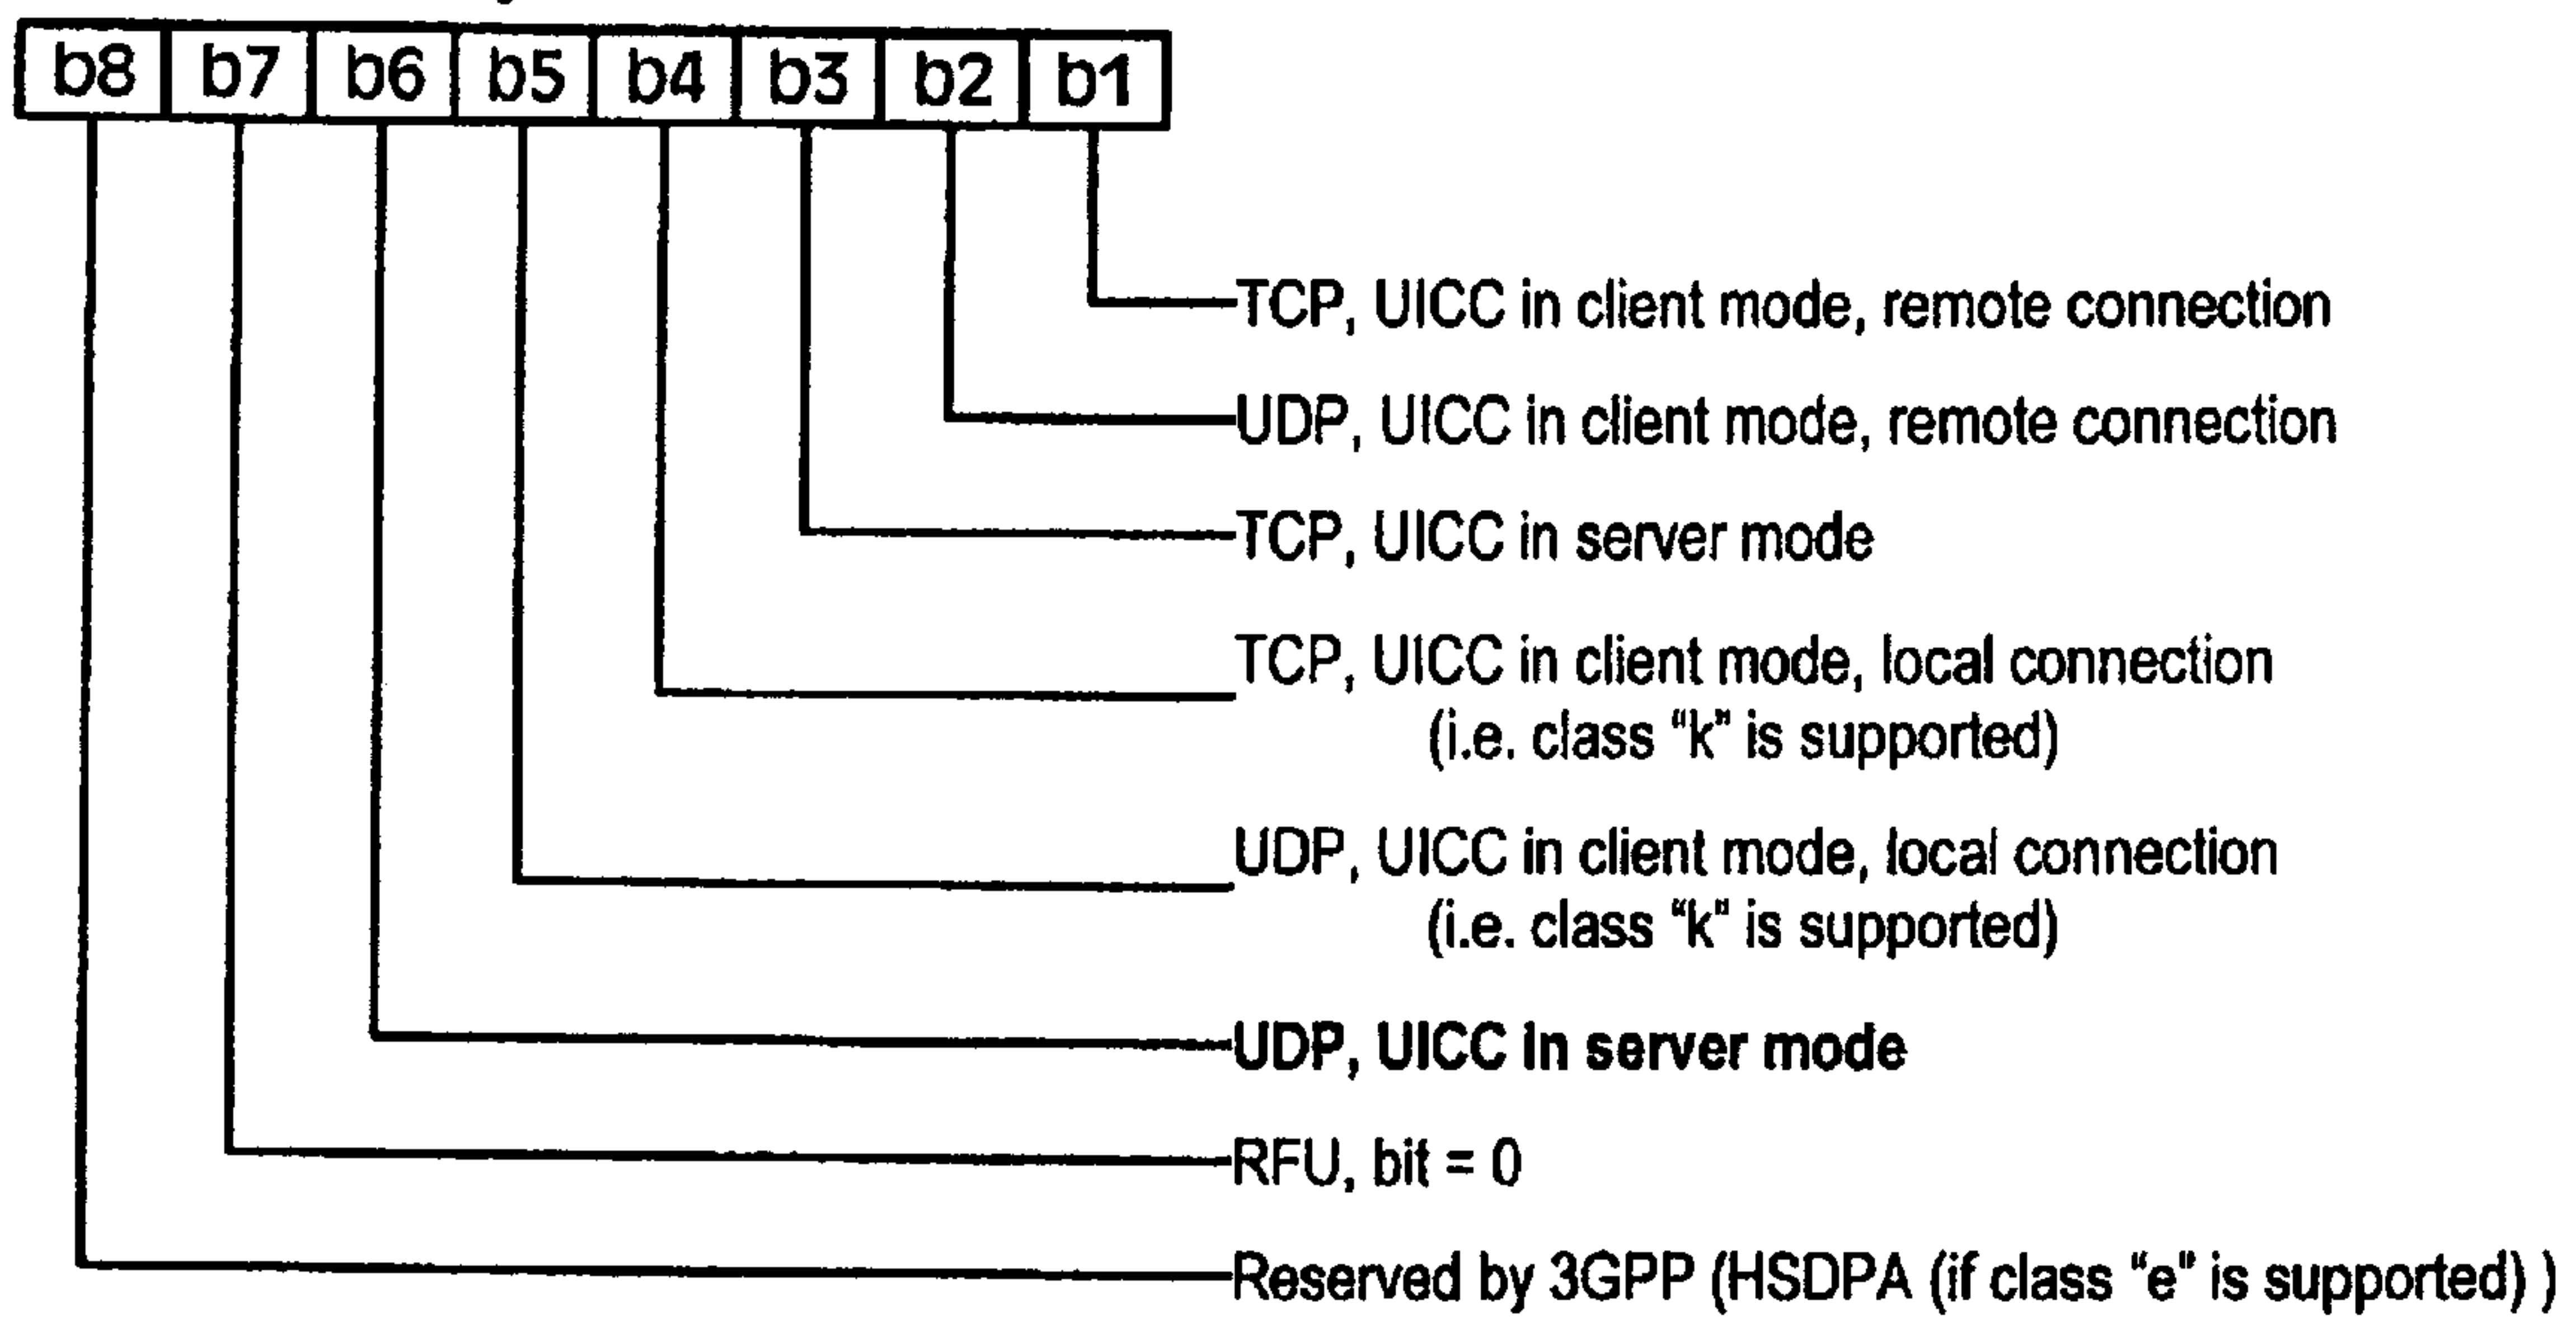 b8 b7 b6 b5 b4 b3 b2 b1
TCP, UICC in client mode, remote connection
UDP, UICC in client mode, remote connection
TCP, UICC in server mode
TCP, UICC in client mode, local connection
(i.e. class “k” is supported)
UDP, UICC in client mode, local connection
(i.e. class “k” is supported)
UDP, UICC in server mode
RFU, bit = 0
Reserved by 3GPP (HSDPA (if class “e” is supported) )